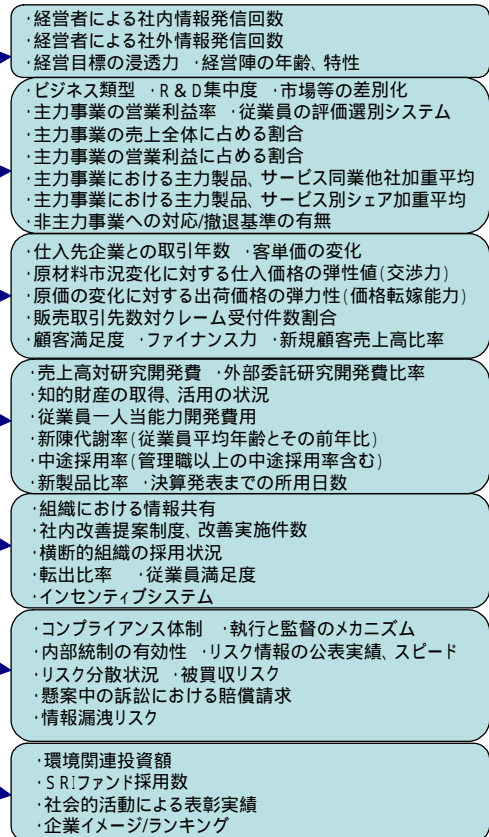 ·経営者による社内情報発信回数
·経営者による社外情報発信回数
·経営目標の浸透力 ·経営陣の年齢、特性
·ビジネス類型 ·R&D集中度 ·市場等の差別化
·主力事業の営業利益率 ·従業員の評価選別システム
·主力事業の売上全体に占める割合
·主力事業の営業利益に占める割合
·主力事業における主力製品、サービス同業他社加重平均
·主力事業における主力製品、サービス別シェア加重平均
·非主力事業への対応/撤退基準の有無
·仕入先企業との取引年数 ·客単価の変化
·原材料市況変化に対する仕入価格の弾性値(交渉力)
·原価の変化に対する出荷価格の弾力性(価格転嫁能力)
·販売取引先数対クレーム受付件数割合
·顧客満足度 ·ファイナンス力 ·新規顧客売上高比率
·売上高対研究開発費 ·外部委託研究開発費比率
·知的財産の取得、活用の状況
·従業員一人当能力開発費用
·新陳代謝率(従業員平均年齢とその前年比)
·中途採用率(管理職以上の中途採用率含む)
·新製品比率 ·決算発表までの所用日数
·組織における情報共有
·社内改善提案制度、改善実施件数
·横断的組織の採用状況
·転出比率 ·従業員満足度
·インセンティブシステム
·コンプライアンス体制 ·執行と監督のメカニズム
·内部統制の有効性 ·リスク情報の公表実績、スピード
·リスク分散状況 ·被買収リスク
·懸案中の訴訟における賠償請求
·情報漏洩リスク
·環境関連投資額
·SRIファンド採用数
·社会的活動による表彰実績
·企業イメージ/ランキング